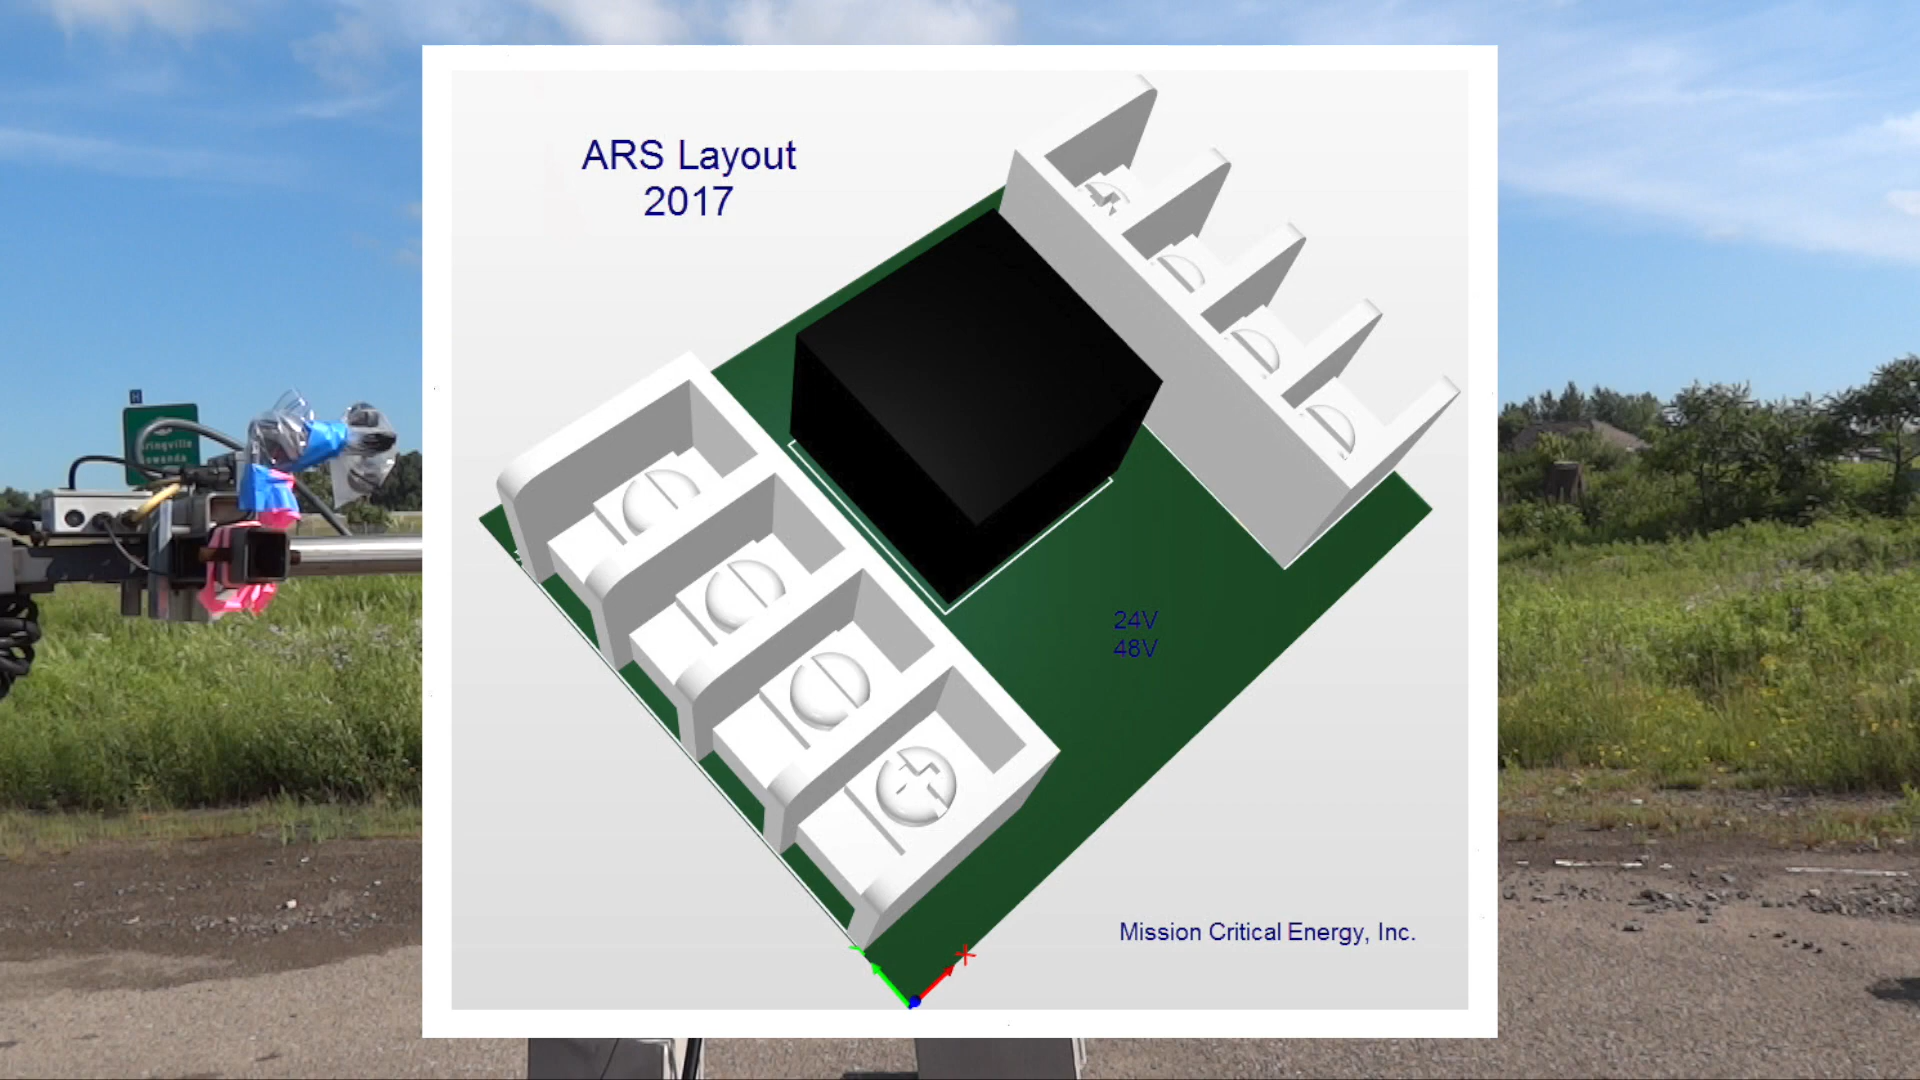 ARS Layout
2017
H
24V
48V
Mission Critical Energy, Inc.